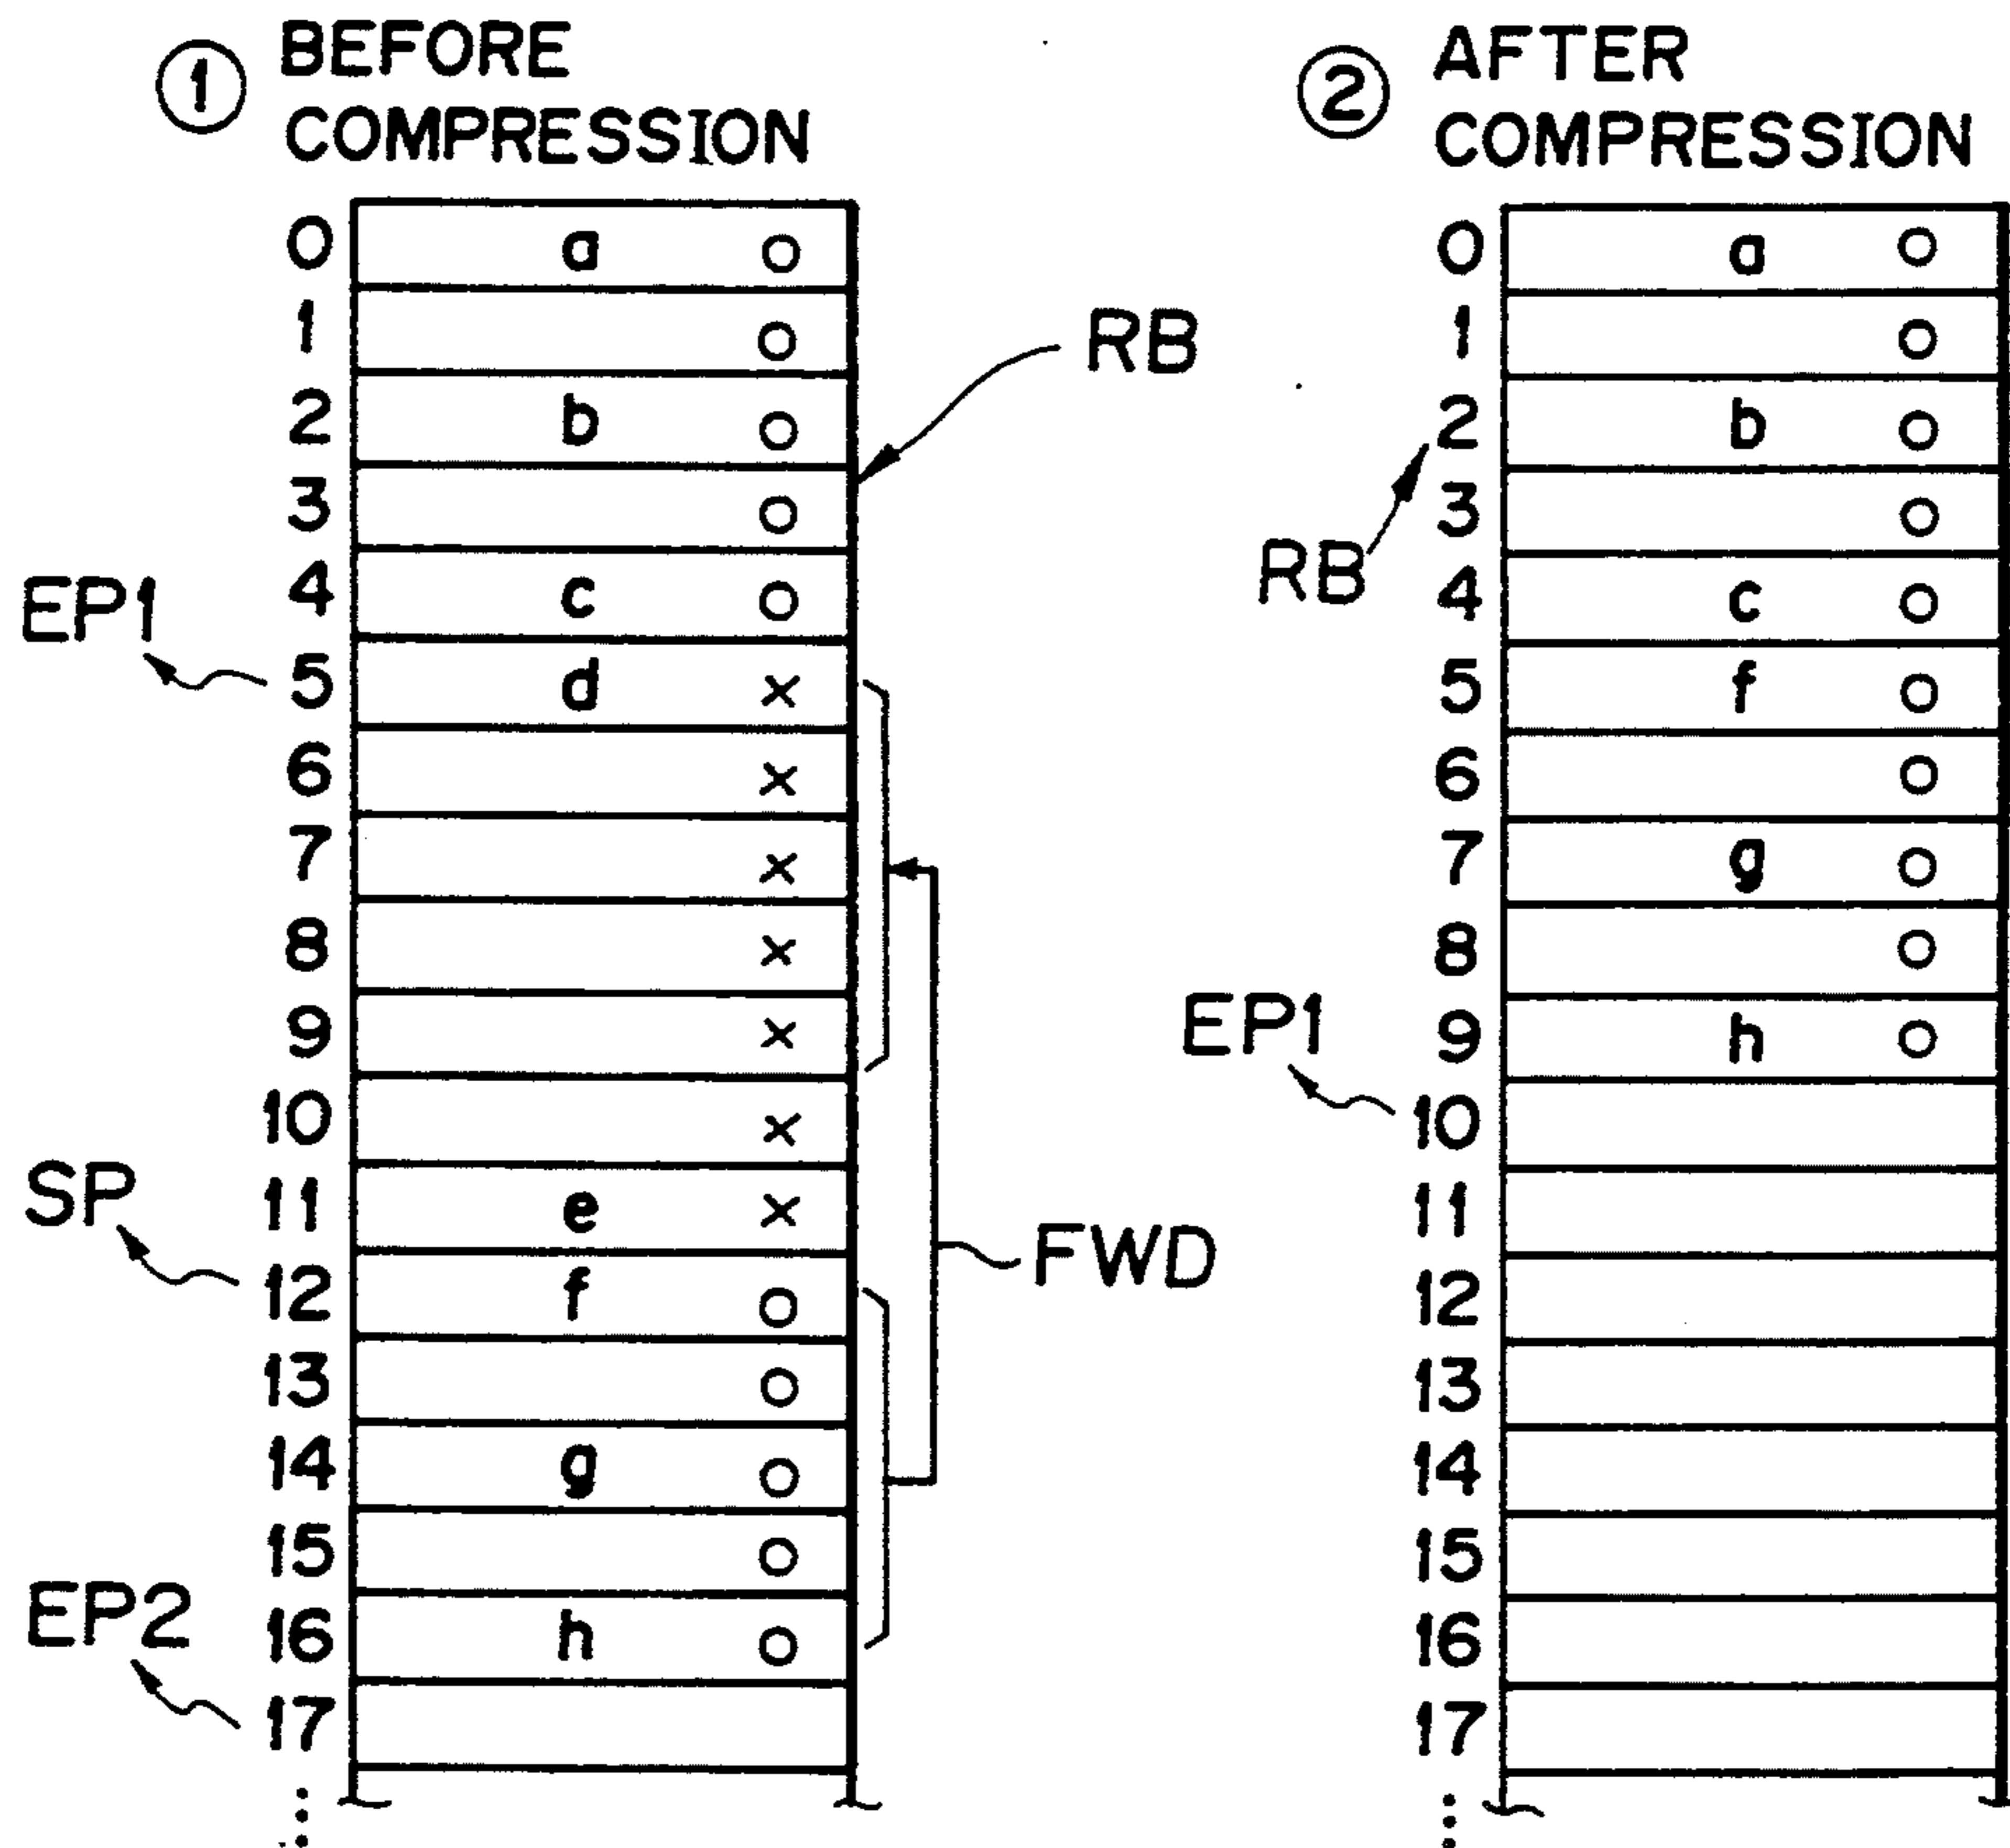 1 BEFORE
COMPRESSION
0 a o
1 o
RB
2 b o
3 o
EP1
4 c o
5 d x
6 x
7 x
8 x
9 x
10 x
SP
11 e x
FWD
12 f o
13 o
14 g o
15 o
EP2
16 h o
17
2 AFTER
COMPRESSION
0 a o
1 o
2 b o
3 o
RB
4 c o
5 f o
6 o
7 g o
8 o
EP1
9 h o
10
11
12
13
14
15
16
17